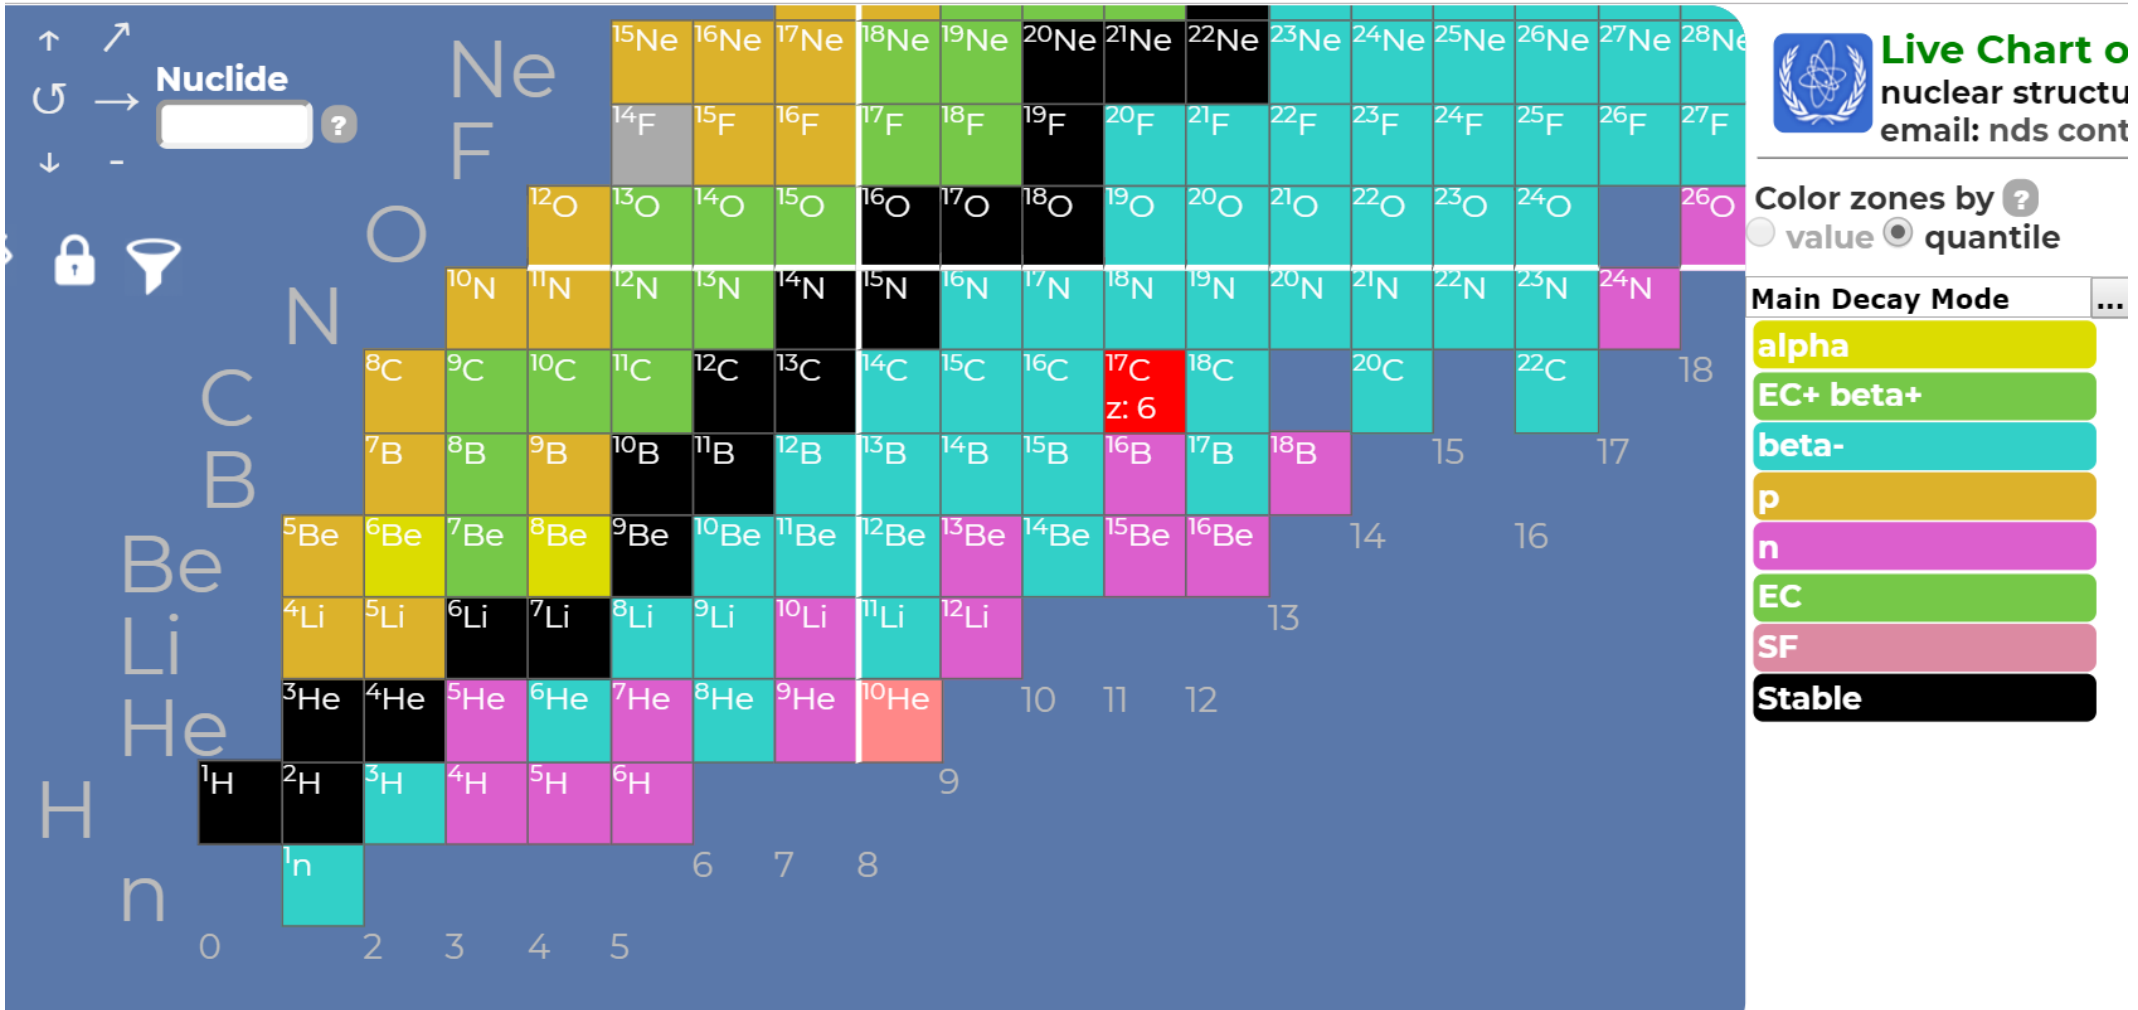 ↑ ↗
↺ → Nuclide
?
↓ -
Ne 15Ne 16Ne 17Ne 18Ne 19Ne 20Ne 21Ne 22Ne 23Ne 24Ne 25Ne 26Ne 27Ne 28Ne
F 14F 15F 16F 17F 18F 19F 20F 21F 22F 23F 24F 25F 26F 27F
O 12O 13O 14O 15O 16O 17O 18O 19O 20O 21O 22O 23O 24O 26O
N 10N 11N 12N 13N 14N 15N 16N 17N 18N 19N 20N 21N 22N 23N 24N
C 8C 9C 10C 11C 12C 13C 14C 15C 16C 17C 18C 20C 22C 18
z: 6
B 7B 8B 9B 10B 11B 12B 13B 14B 15B 16B 17B 18B 15 17
Be 5Be 6Be 7Be 8Be 9Be 10Be 11Be 12Be 13Be 14Be 15Be 16Be 14 16
Li 4Li 5Li 6Li 7Li 8Li 9Li 10Li 11Li 12Li 13
He 3He 4He 5He 6He 7He 8He 9He 10He 10 11 12
H 1H 2H 3H 4H 5H 6H 9
n 1n 6 7 8
0 2 3 4 5
Live Chart o
nuclear structu
email: nds cont
Color zones by ?
value quantile
Main Decay Mode ...
alpha
EC+ beta+
beta-
p
n
EC
SF
Stable